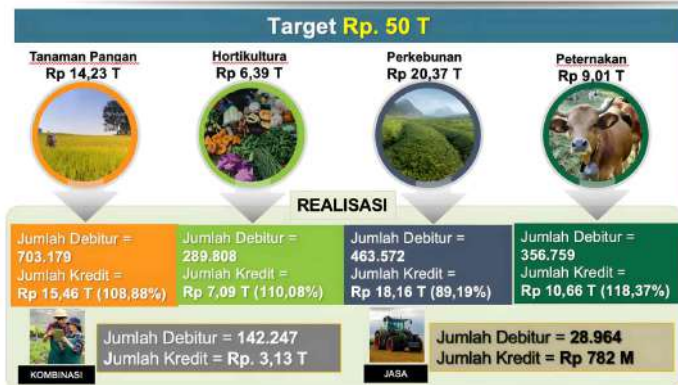 Target Rp. 50 T
Tanaman Pangan
Rp 14,23 T
Hortikultura
Rp 6,39 T
Perkebunan
Rp 20,37 T
Peternakan
Rp 9,01 T
REALISASI
Jumlah Debitur =
703.179
Jumlah Kredit =
Rp 15,46 T (108,88%)
Jumlah Debitur =
289.808
Jumlah Kredit =
Rp 7,09 T (110,08%)
Jumlah Debitur =
463.572
Jumlah Kredit =
Rp 18,16 T (89,19%)
Jumlah Debitur =
356.759
Jumlah Kredit =
Rp 10,66 T (118,37%)
KOMBINASI
Jumlah Debitur = 142.247
Jumlah Kredit = Rp. 3,13 T
JASA
Jumlah Debitur = 28.964
Jumlah Kredit = Rp 782 M